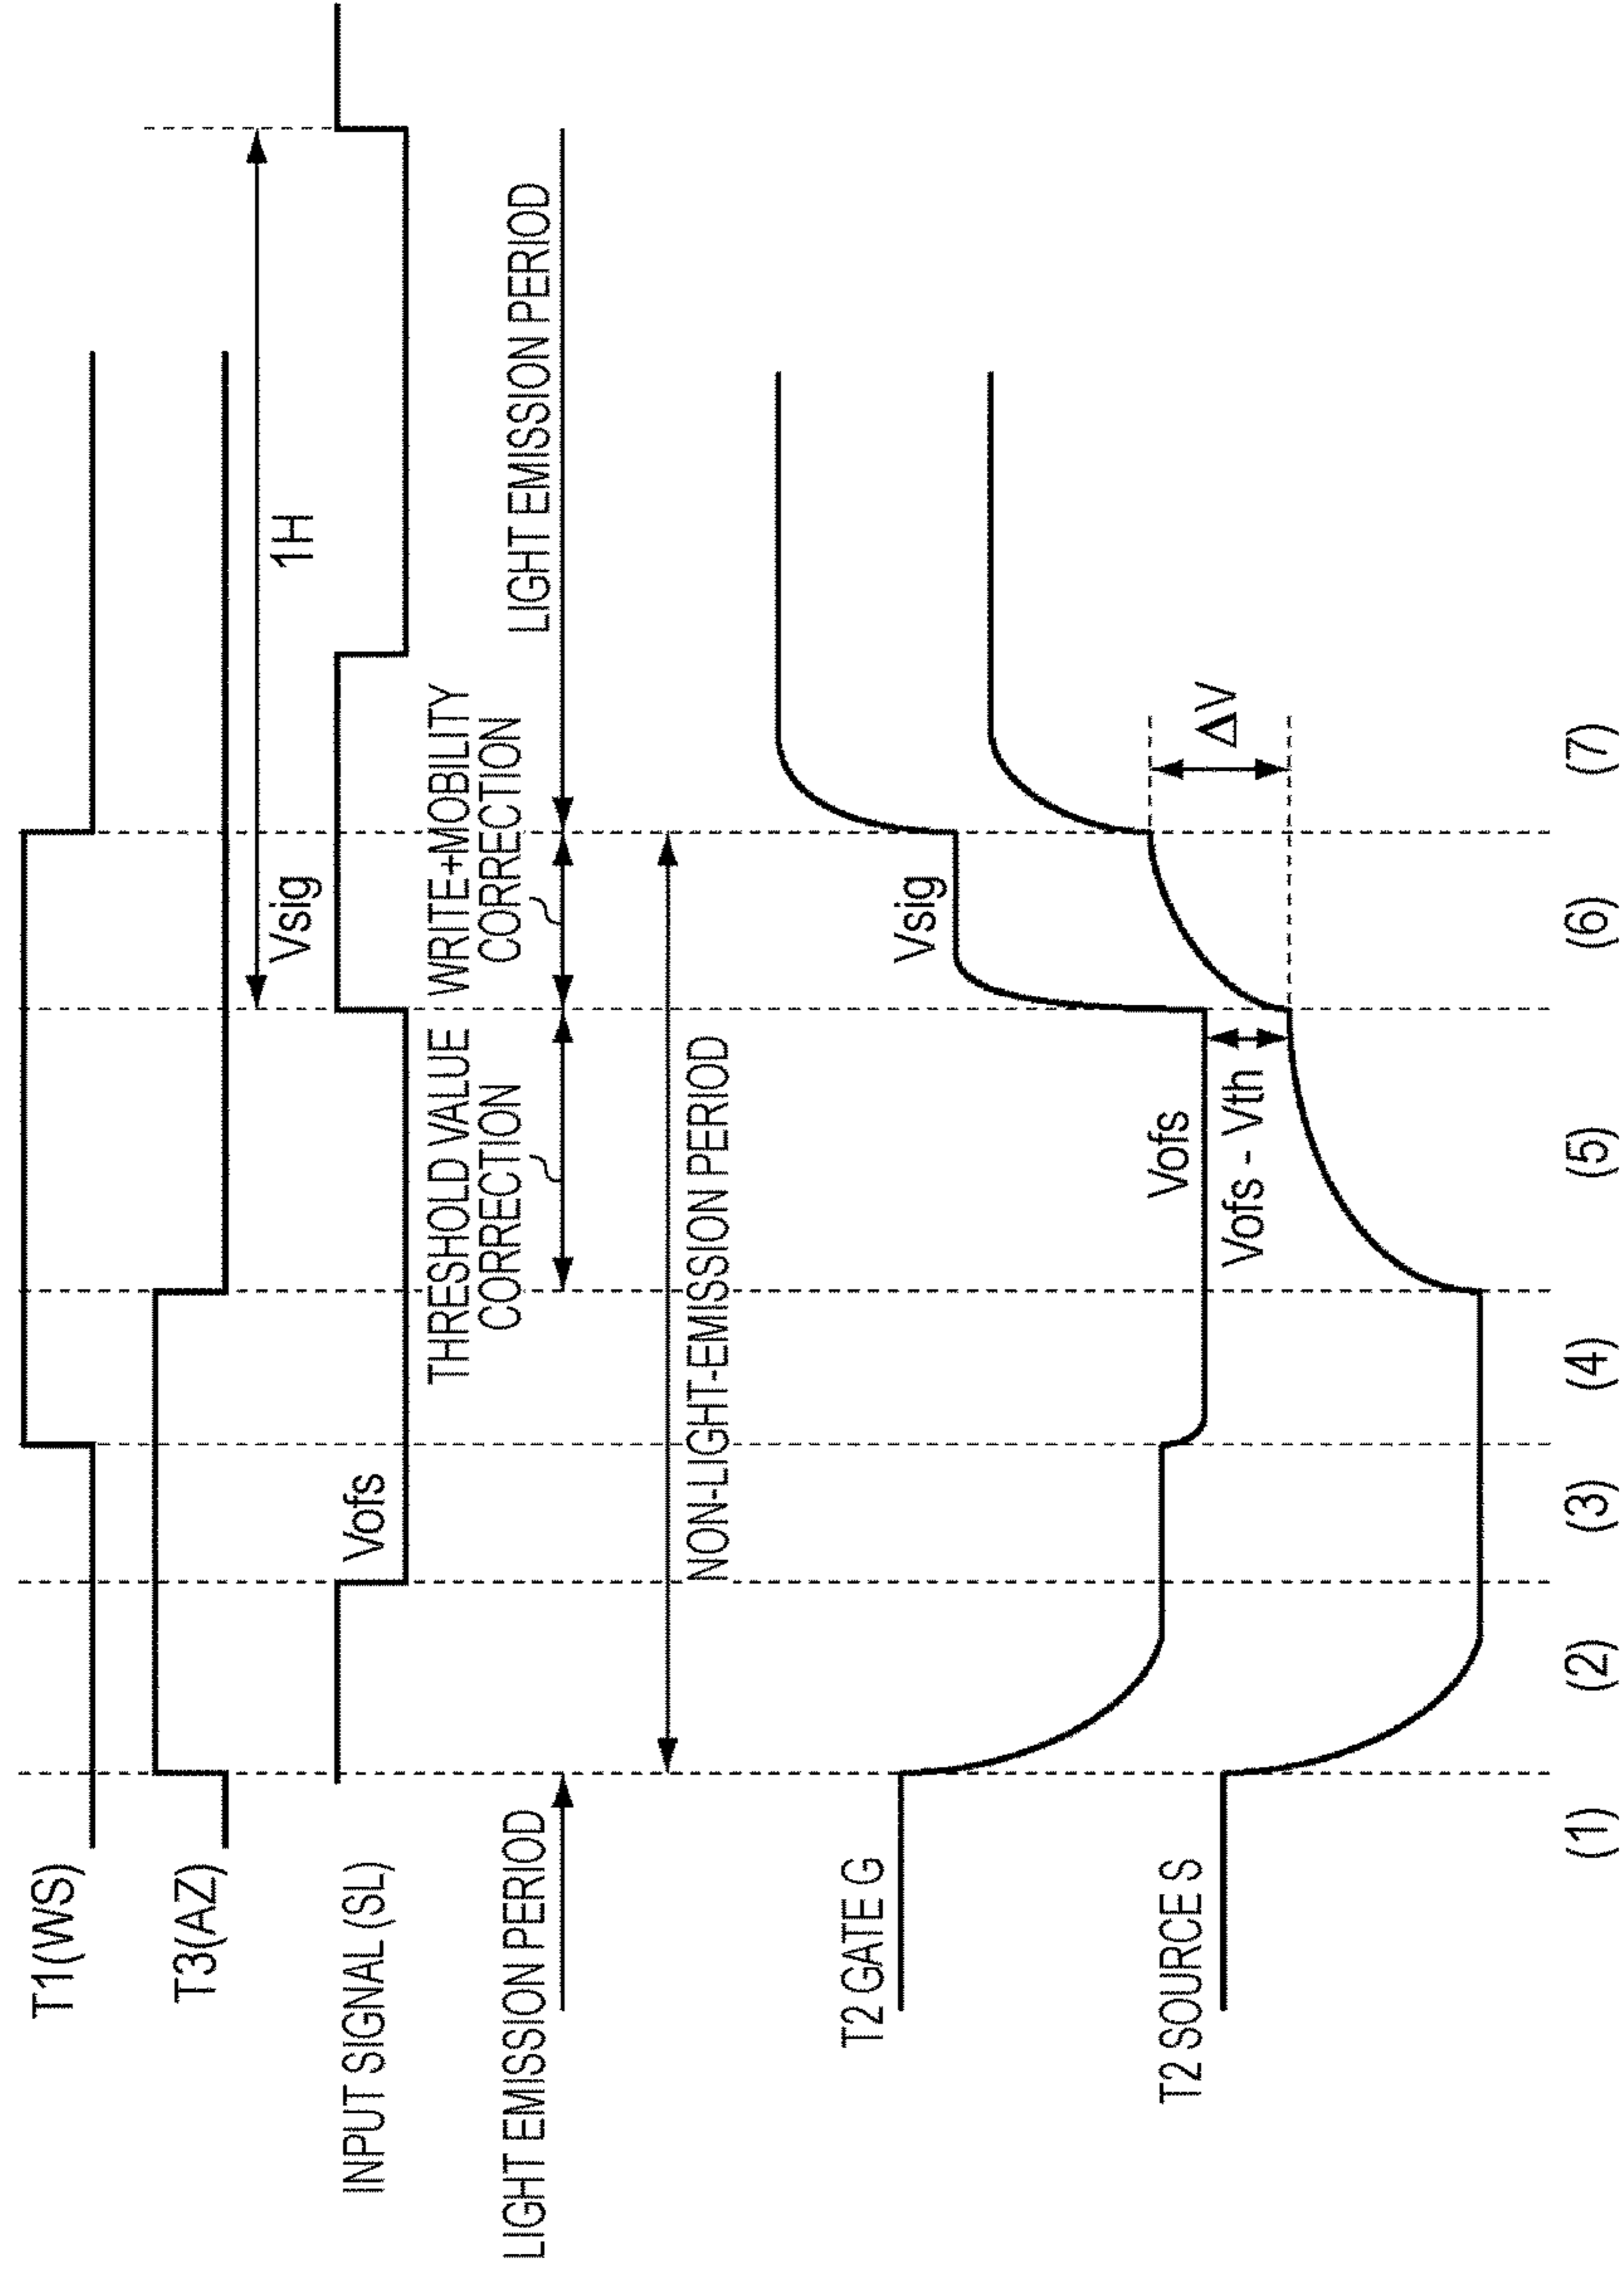 T1(WS)
T3(AZ)
1H
INPUT SIGNAL (SL)
Vofs
Vsig
LIGHT EMISSION PERIOD
THRESHOLD VALUE
CORRECTION
WRITE+MOBILITY
CORRECTION
LIGHT EMISSION PERIOD
NON-LIGHT-EMISSION PERIOD
T2 GATE G
Vsig
Vofs
T2 SOURCE S
Vofs - Vth
ΔV
(1)
(2)
(3)
(4)
(5)
(6)
(7)